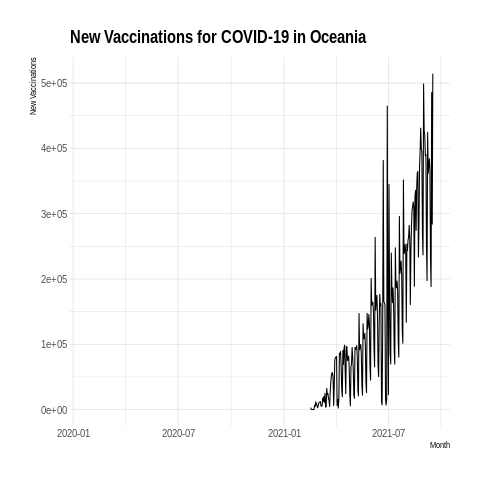 New Vaccinations for COVID-19 in Oceania
New Vaccinations
5e+05
4e+05
3e+05
2e+05
1e+05
0e+00
2020-01
2020-07
2021-01
2021-07
Month